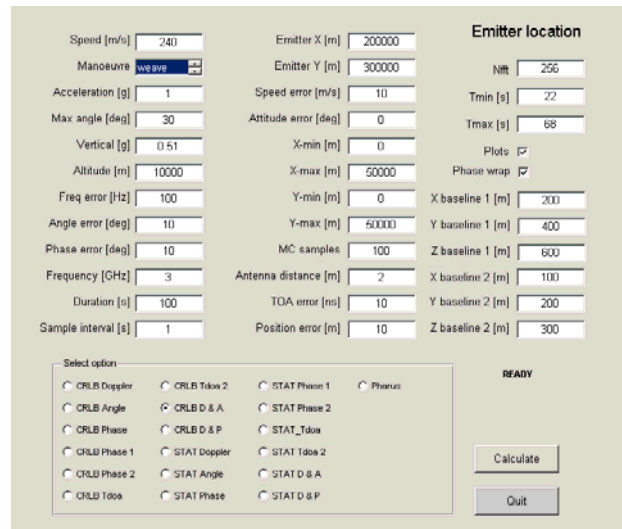 Emitter location
Speed [m/s] 240
Manoeuvre weave
Acceleration [g] 1
Max angle [deg] 30
Vertical [g] 0.51
Altitude [m] 10000
Freq error [Hz] 100
Angle error [deg] 10
Phase error [deg] 10
Frequency [GHz] 3
Duration [s] 100
Sample interval [s] 1
Emitter X [m] 200000
Emitter Y [m] 300000
Speed error [m/s] 10
Attitude error [deg] 0
X-min [m] 0
X-max [m] 50000
Y-min [m] 0
Y-max [m] 50000
MC samples 100
Antenna distance [m] 2
TOA error [ns] 10
Position error [m] 10
Nfft 256
Tmin [s] 22
Tmax [s] 68
Plots
Phase wrap
X baseline 1 [m] 200
Y baseline 1 [m] 400
Z baseline 1 [m] 600
X baseline 2 [m] 100
Y baseline 2 [m] 200
Z baseline 2 [m] 300
Select option
CRLB Doppler
CRLB Angle
CRLB Phase
CRLB Phase 1
CRLB Phase 2
CRLB Tdoa
CRLB Tdoa 2
CRLB D & A
CRLB D & P
STAT Doppler
STAT Angle
STAT Phase
STAT Phase 1
STAT Phase 2
STAT_Tdoa
STAT Tdoa 2
STAT D & A
STAT D & P
Pharus
READY
Calculate
Quit